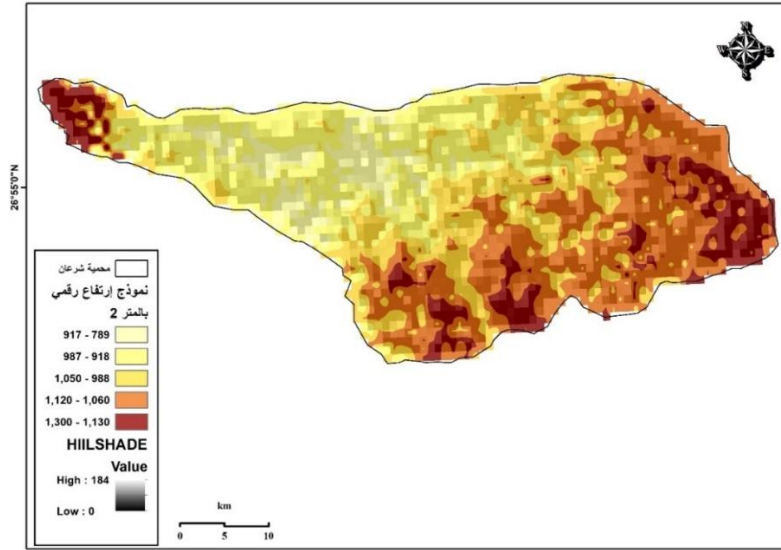 26°55'0"N
محمية شرعان
نموذج إرتفاع رقمي
بالمتر 2
917 - 789
987 - 918
1,050 - 988
1,120 - 1,060
1,300 - 1,130
HIILSHADE
Value
High : 184
Low : 0
km
0 5 10